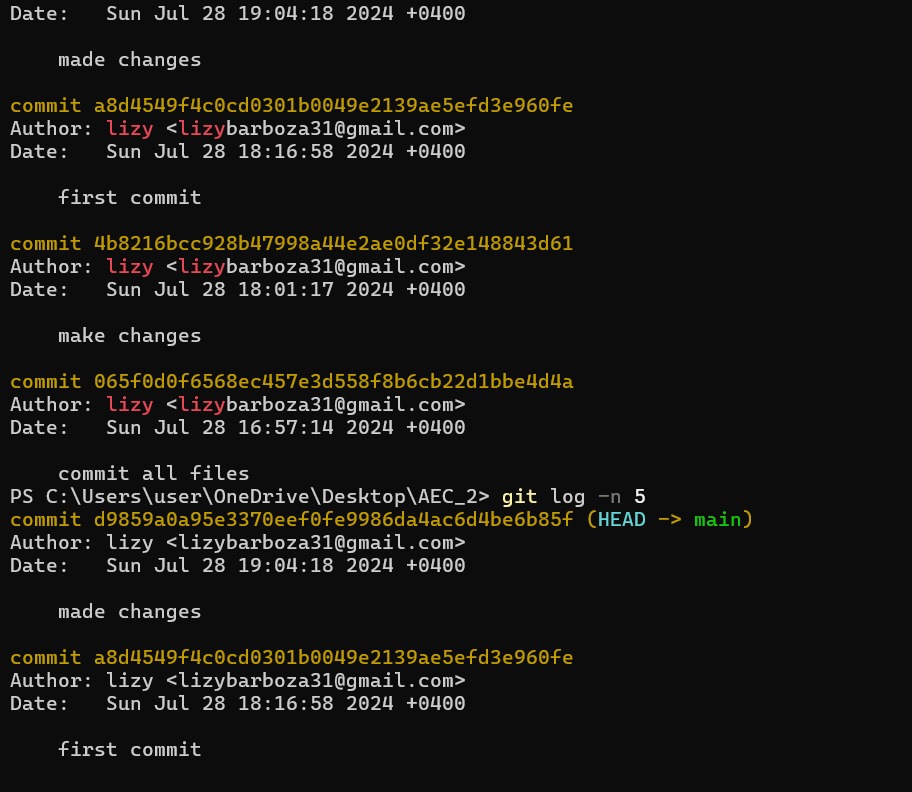 Date:   Sun Jul 28 19:04:18 2024 +0400
made changes
commit a8d4549f4c0cd0301b0049e2139ae5efd3e960fe
Author: lizy <lizybarboza31@gmail.com>
Date:   Sun Jul 28 18:16:58 2024 +0400
first commit
commit 4b8216bcc928b47998a44e2ae0df32e148843d61
Author: lizy <lizybarboza31@gmail.com>
Date:   Sun Jul 28 18:01:17 2024 +0400
make changes
commit 065f0d0f6568ec457e3d558f8b6cb22d1bbe4d4a
Author: lizy <lizybarboza31@gmail.com>
Date:   Sun Jul 28 16:57:14 2024 +0400
commit all files
PS C:\Users\user\OneDrive\Desktop\AEC_2> git log -n 5
commit d9859a0a95e3370eef0fe9986da4ac6d4be6b85f (HEAD -> main)
Author: lizy <lizybarboza31@gmail.com>
Date:   Sun Jul 28 19:04:18 2024 +0400
made changes
commit a8d4549f4c0cd0301b0049e2139ae5efd3e960fe
Author: lizy <lizybarboza31@gmail.com>
Date:   Sun Jul 28 18:16:58 2024 +0400
first commit